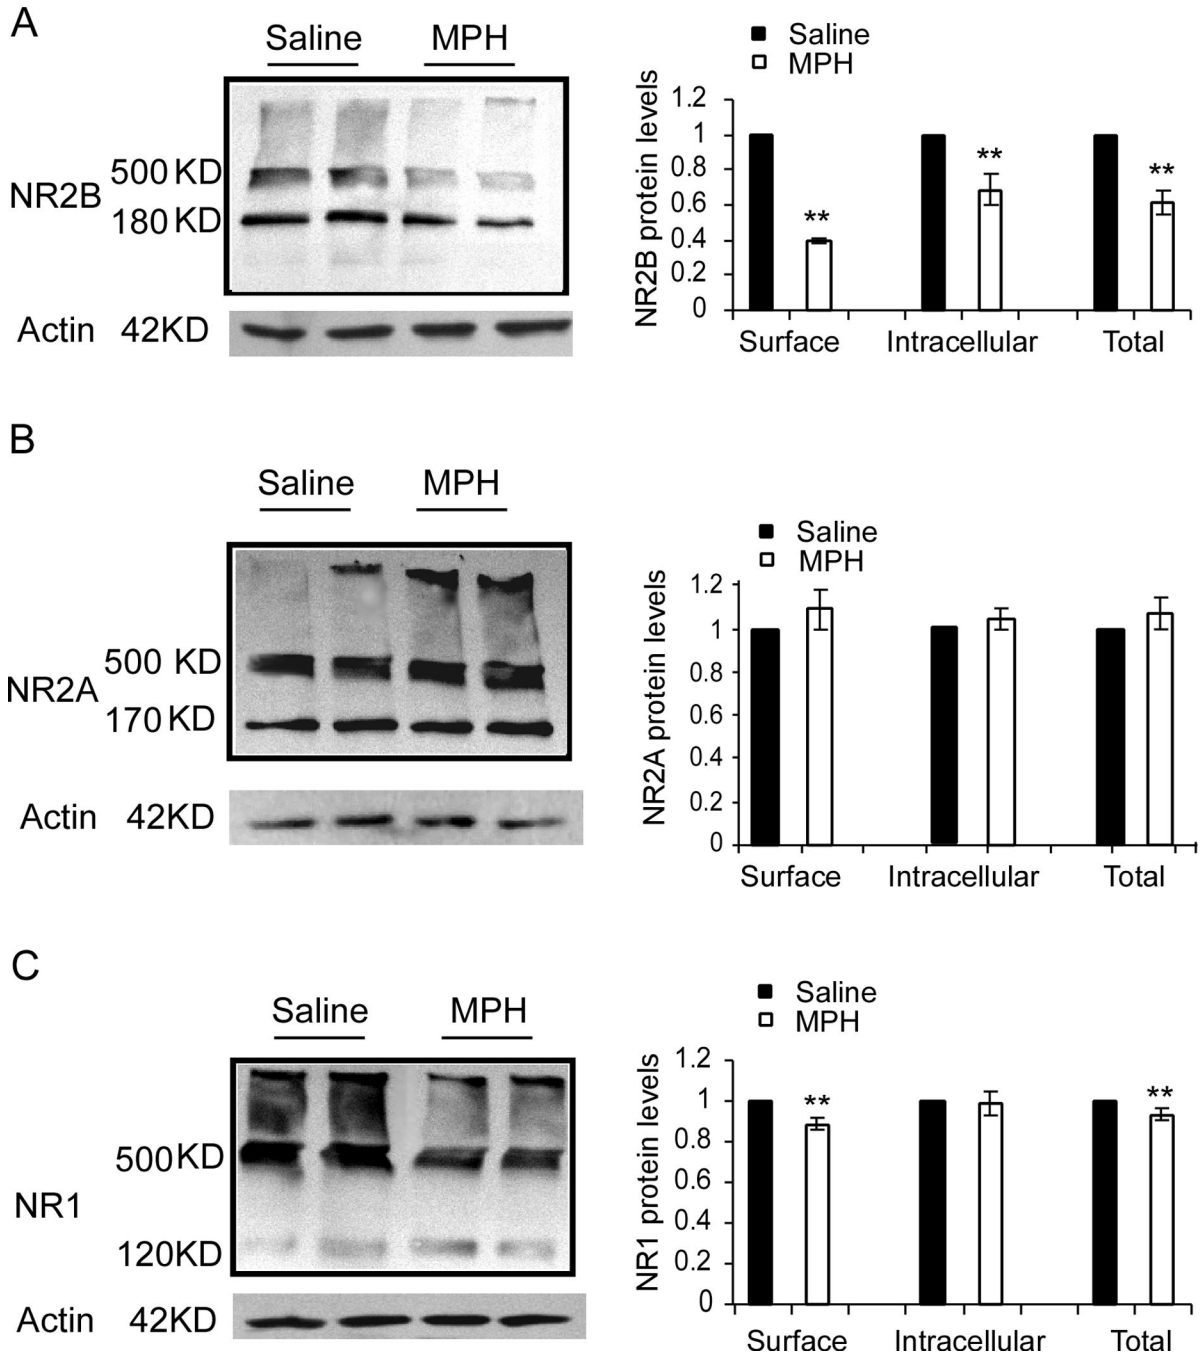 A
Saline MPH
NR2B
500 KD
180 KD
Actin 42KD
Saline
MPH
NR2B protein levels
1.2
1
0.8
0.6
0.4
0.2
0
**
**
**
Surface Intracellular Total
B
Saline MPH
NR2A
500 KD
170 KD
Actin 42KD
Saline
MPH
NR2A protein levels
1.2
1
0.8
0.6
0.4
0.2
0
Surface Intracellular Total
C
Saline MPH
NR1
500KD
120KD
Actin 42KD
Saline
MPH
NR1 protein levels
1.2
1
0.8
0.6
0.4
0.2
0
**
**
Surface Intracellular Total